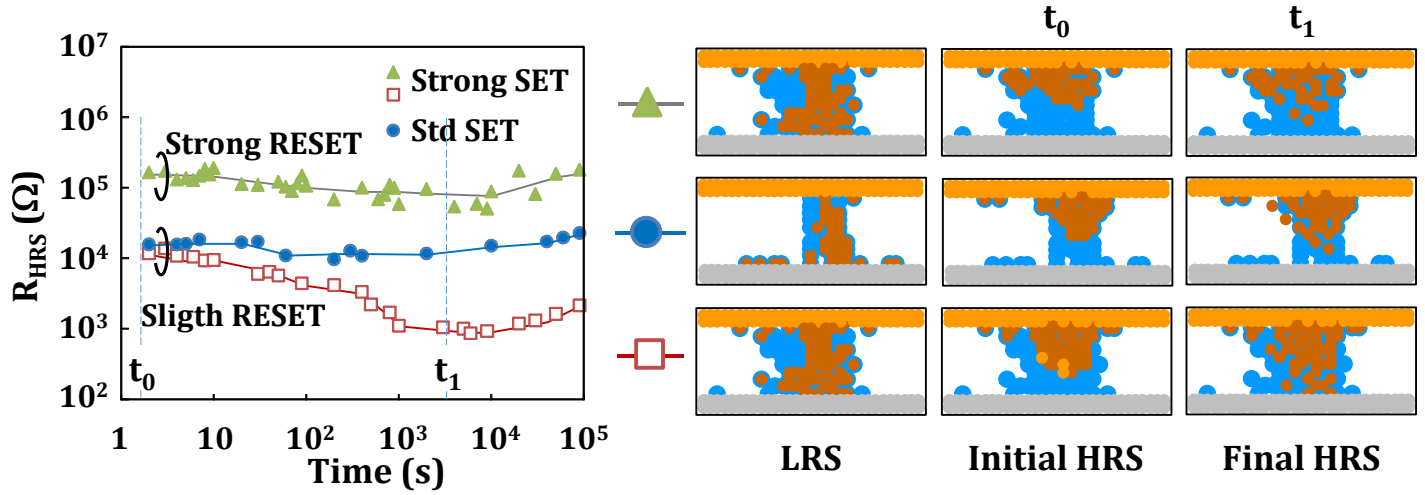 R_HRS (Ω)
10⁷
10⁶
10⁵
10⁴
10³
10²
Strong SET
Std SET
Strong RESET
Sligth RESET
t₀
t₁
1
10
10²
10³
10⁴
10⁵
Time (s)
t₀
t₁
LRS
Initial HRS
Final HRS